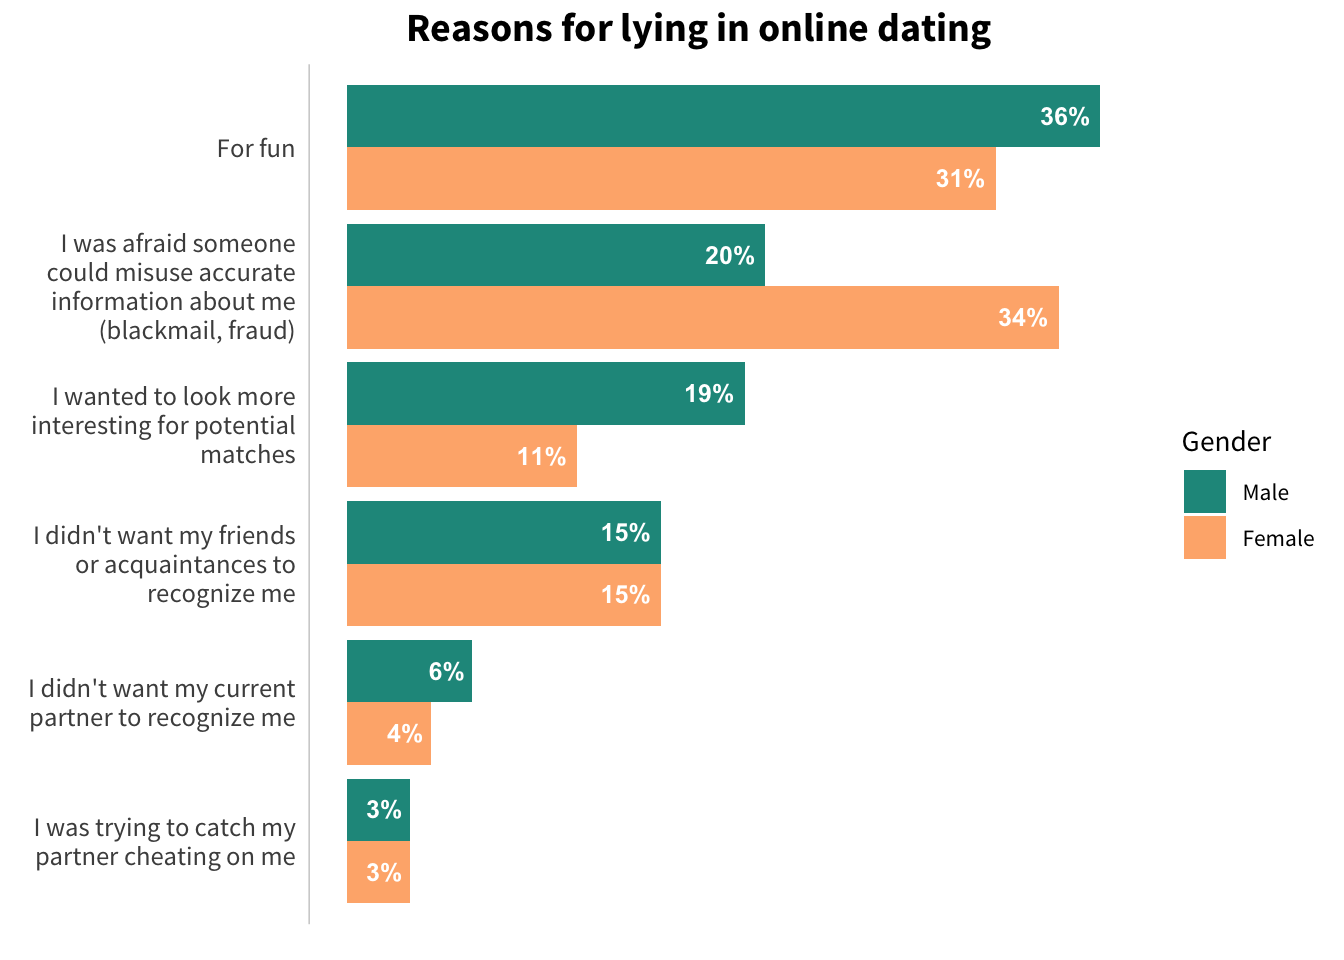 Reasons for lying in online dating
For fun
36%
31%
I was afraid someone
could misuse accurate
information about me
(blackmail, fraud)
20%
34%
I wanted to look more
interesting for potential
matches
19%
11%
I didn't want my friends
or acquaintances to
recognize me
15%
15%
I didn't want my current
partner to recognize me
6%
4%
I was trying to catch my
partner cheating on me
3%
3%
Gender
Male
Female